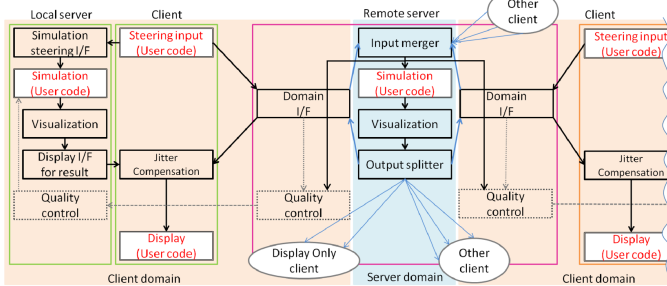 Local server
Client
Remote server
Other
client
Client
Simulation
steering I/F
Steering input
(User code)
Input merger
Steering input
(User code)
Simulation
(User code)
Simulation
(User code)
Domain
I/F
Domain
I/F
Visualization
Visualization
Display I/F
for result
Jitter
Compensation
Output splitter
Jitter
Compensation
Quality
control
Quality
control
Quality
control
Display
(User code)
Display Only
client
Other
client
Display
(User code)
Client domain
Server domain
Client domain